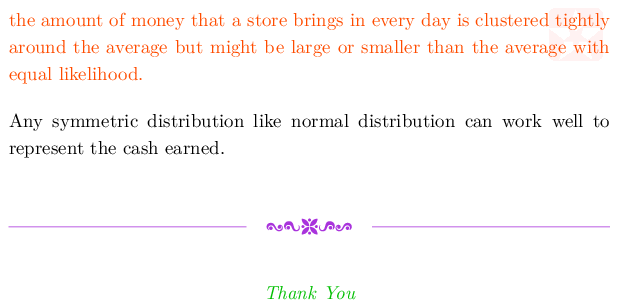 the amount of money that a store brings in every day is clustered tightly
around the average but might be large or smaller than the average with
equal likelihood.
Any symmetric distribution like normal distribution can work well to
represent the cash earned.
Thank You